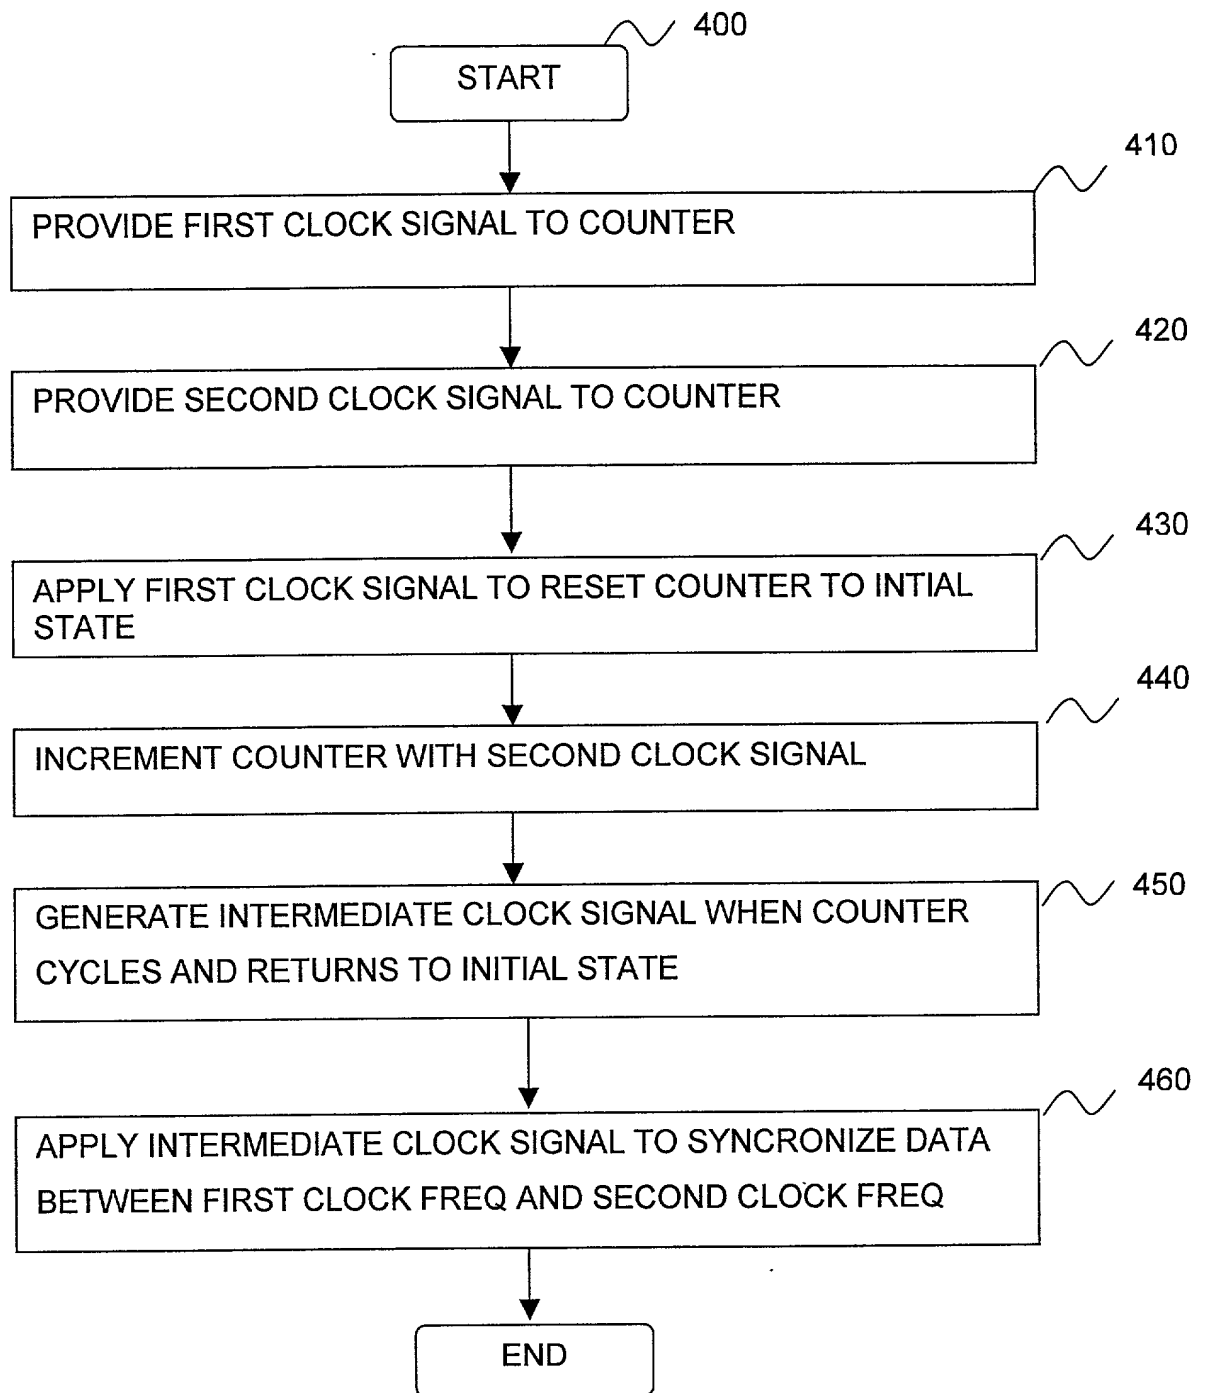 400
START
410
PROVIDE FIRST CLOCK SIGNAL TO COUNTER
420
PROVIDE SECOND CLOCK SIGNAL TO COUNTER
430
APPLY FIRST CLOCK SIGNAL TO RESET COUNTER TO INTIAL
STATE
440
INCREMENT COUNTER WITH SECOND CLOCK SIGNAL
450
GENERATE INTERMEDIATE CLOCK SIGNAL WHEN COUNTER
CYCLES AND RETURNS TO INITIAL STATE
460
APPLY INTERMEDIATE CLOCK SIGNAL TO SYNCRONIZE DATA
BETWEEN FIRST CLOCK FREQ AND SECOND CLOCK FREQ
END